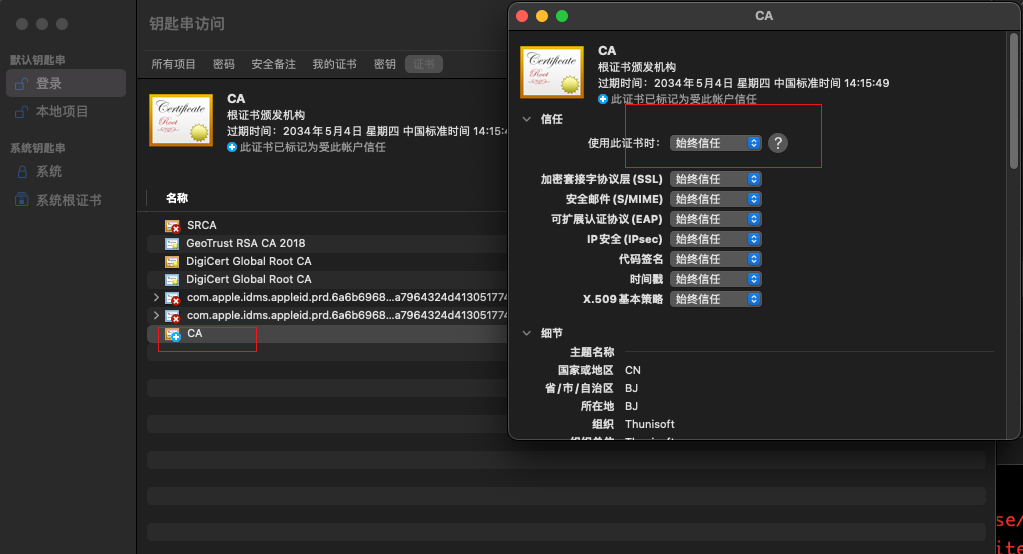 钥匙串访问
默认钥匙串
登录
本地项目
系统钥匙串
系统
系统根证书
所有项目 密码 安全备注 我的证书 密钥 证书
Certificate
Root
CA
根证书颁发机构
过期时间：2034年5月4日 星期四 中国标准时间 14:15:4
此证书已标记为受此帐户信任
名称
SRCA
GeoTrust RSA CA 2018
DigiCert Global Root CA
DigiCert Global Root CA
com.apple.idms.appleid.prd.6a6b6968...a7964324d41305177
com.apple.idms.appleid.prd.6a6b6968...a7964324d41305177
CA
CA
Certificate
Root
CA
根证书颁发机构
过期时间：2034年5月4日 星期四 中国标准时间 14:15:49
此证书已标记为受此帐户信任
信任
使用此证书时： 始终信任 ?
加密套接字协议层 (SSL) 始终信任
安全邮件 (S/MIME) 始终信任
可扩展认证协议 (EAP) 始终信任
IP 安全 (IPsec) 始终信任
代码签名 始终信任
时间戳 始终信任
X.509 基本策略 始终信任
细节
主题名称
国家或地区 CN
省/市/自治区 BJ
所在地 BJ
组织 Thunisoft
se/
ite